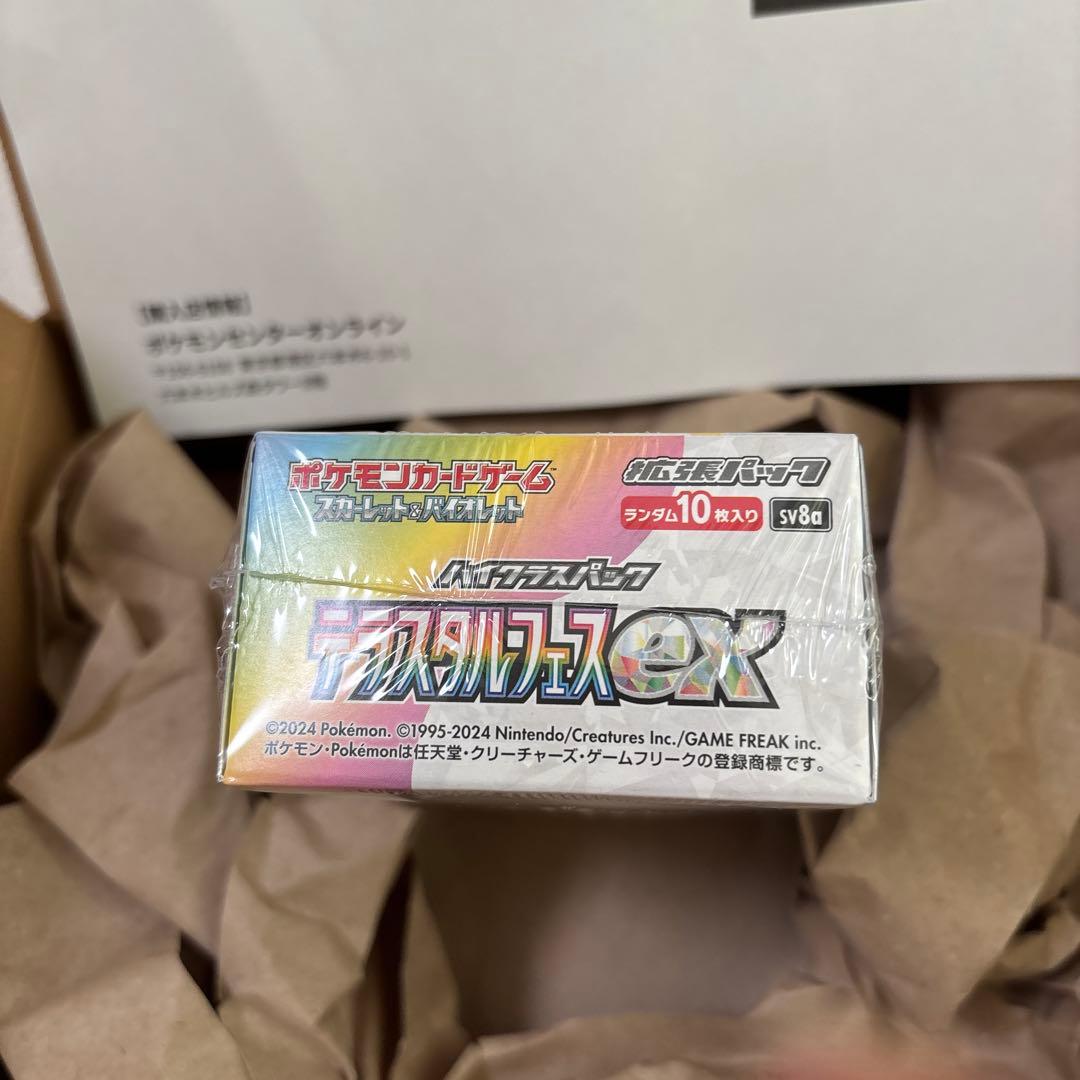 【購入店情報】
ポケモンセンターオンライン
ポケモンカードゲーム™
スカーレット&バイオレット
拡張パック
ランダム10枚入り
SV8a
ハイクラスパック
テラスタルフェスex
©2024 Pokémon. ©1995-2024 Nintendo/Creatures Inc./GAME FREAK inc.
ポケモン・Pokémonは任天堂・クリーチャーズ・ゲームフリークの登録商標です。